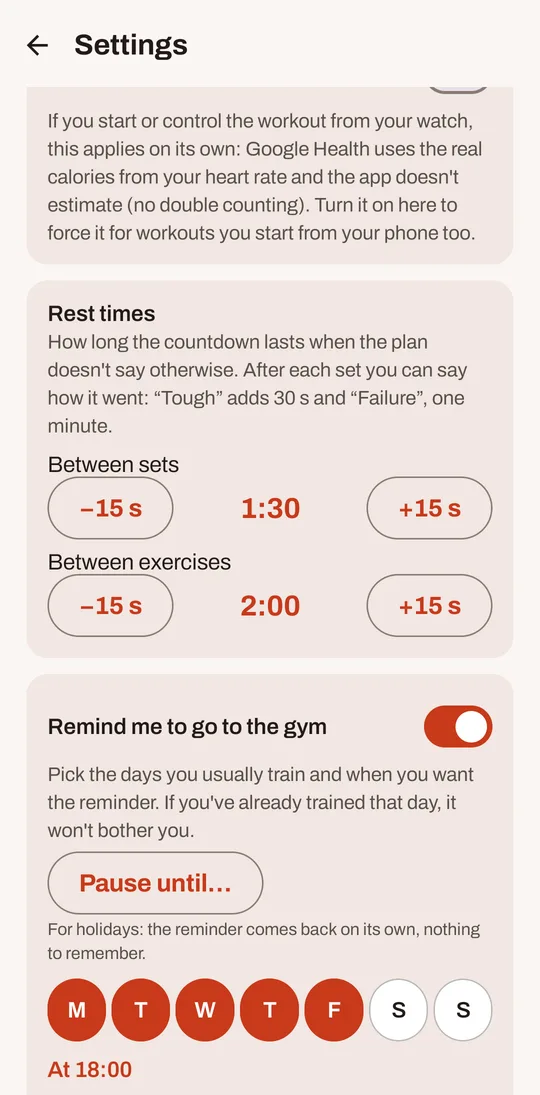 Settings
If you start or control the workout from your watch,
this applies on its own: Google Health uses the real
calories from your heart rate and the app doesn't
estimate (no double counting). Turn it on here to
force it for workouts you start from your phone too.
Rest times
How long the countdown lasts when the plan
doesn't say otherwise. After each set you can say
how it went: “Tough” adds 30 s and “Failure”, one
minute.
Between sets
−15 s 1:30 +15 s
Between exercises
−15 s 2:00 +15 s
Remind me to go to the gym
Pick the days you usually train and when you want
the reminder. If you've already trained that day, it
won't bother you.
Pause until…
For holidays: the reminder comes back on its own, nothing
to remember.
M T W T F S S
At 18:00